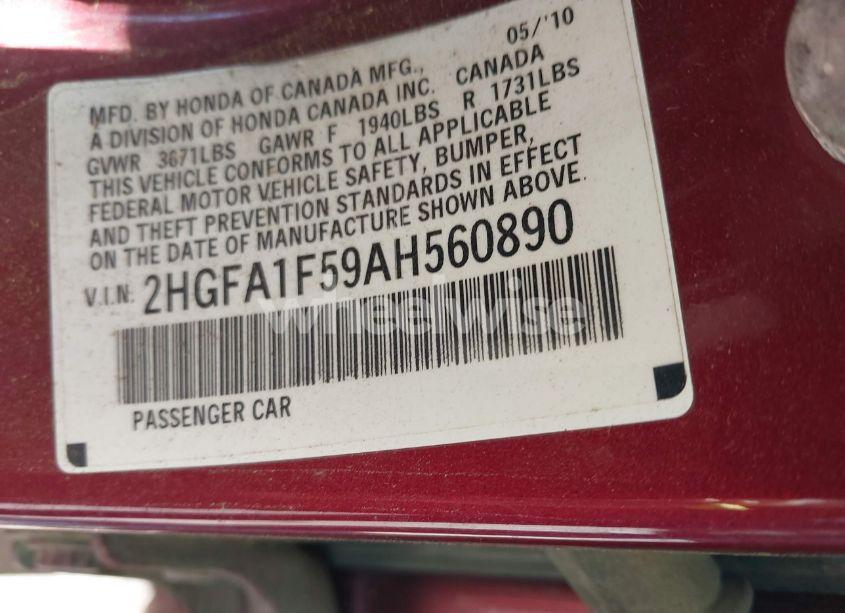 05/'10
MFD. BY HONDA OF CANADA MFG.,
A DIVISION OF HONDA CANADA INC. CANADA
GVWR 3671LBS GAWR F 1940LBS R 1731LBS
THIS VEHICLE CONFORMS TO ALL APPLICABLE
FEDERAL MOTOR VEHICLE SAFETY, BUMPER,
AND THEFT PREVENTION STANDARDS IN EFFECT
ON THE DATE OF MANUFACTURE SHOWN ABOVE.
V.I.N: 2HGFA1F59AH560890
wheelwise
PASSENGER CAR